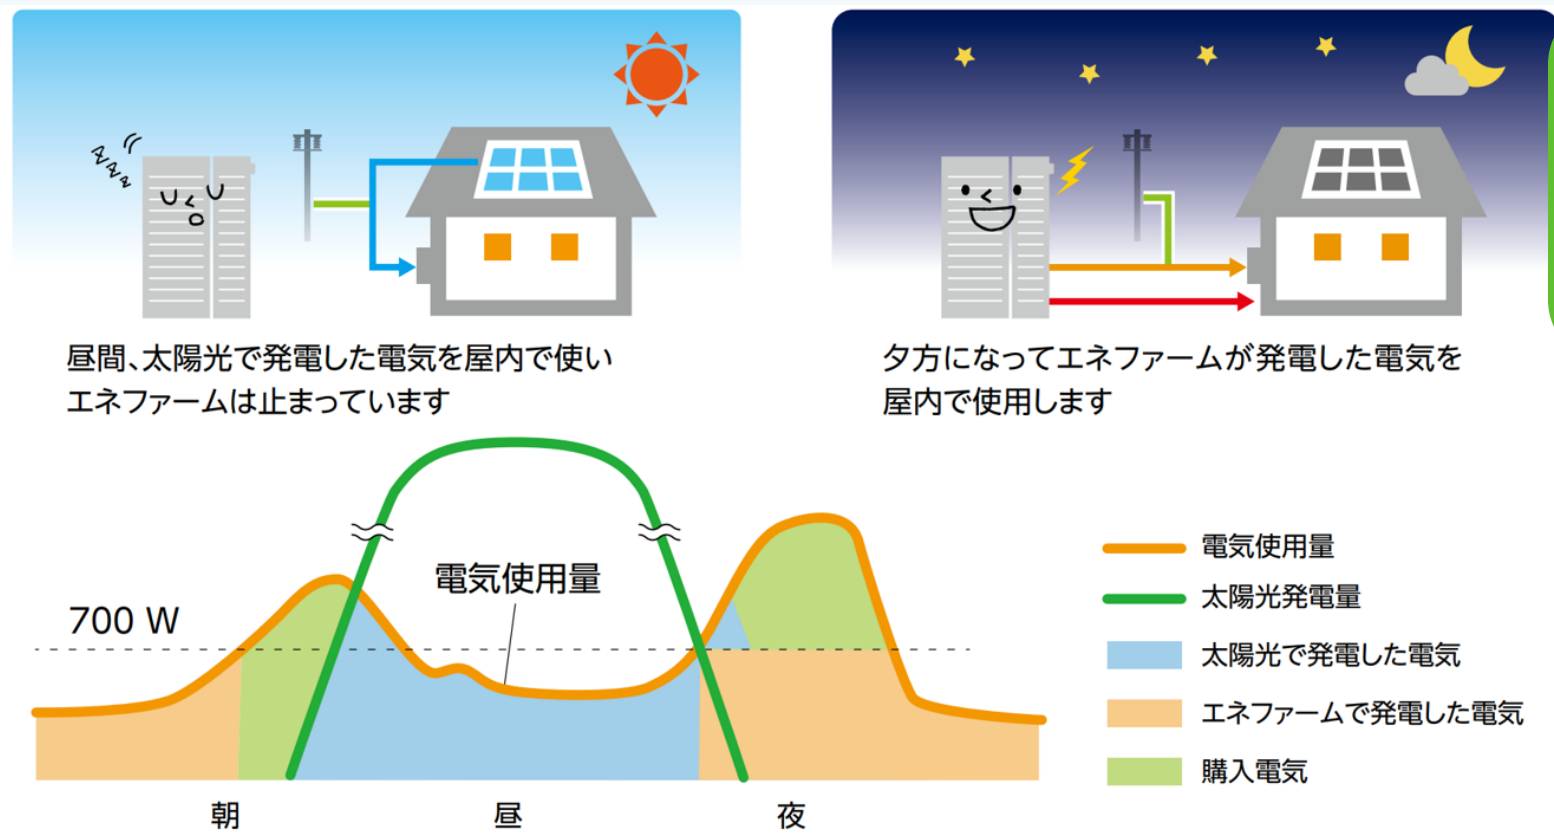 昼間、太陽光で発電した電気を屋内で使い
エネファームは止まっています
夕方になってエネファームが発電した電気を
屋内で使用します
電気使用量
700 W
朝
昼
夜
電気使用量
太陽光発電量
太陽光で発電した電気
エネファームで発電した電気
購入電気